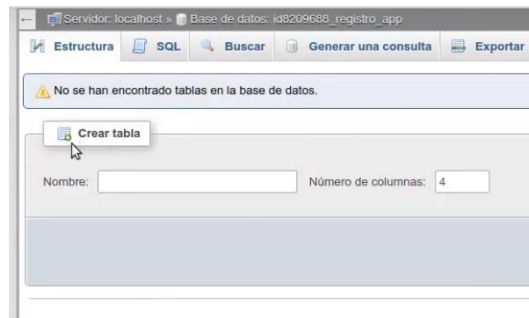 Servidor: localhost » Base de datos: id8209688_registro_app
Estructura SQL Buscar Generar una consulta Exportar
No se han encontrado tablas en la base de datos.
Crear tabla
Nombre: Número de columnas: 4